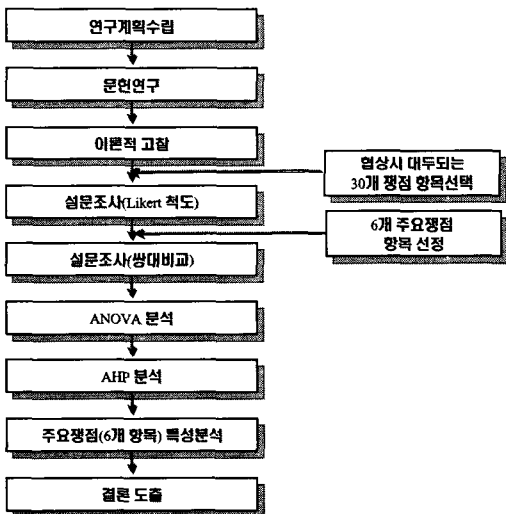 연구계획수립
문헌연구
이론적 고찰
협상시 대두되는
30개 쟁점 항목선택
설문조사(Likert 척도)
6개 주요쟁점
항목 선정
설문조사(쌍대비교)
ANOVA 분석
AHP 분석
주요쟁점(6개 항목) 특성분석
결론 도출